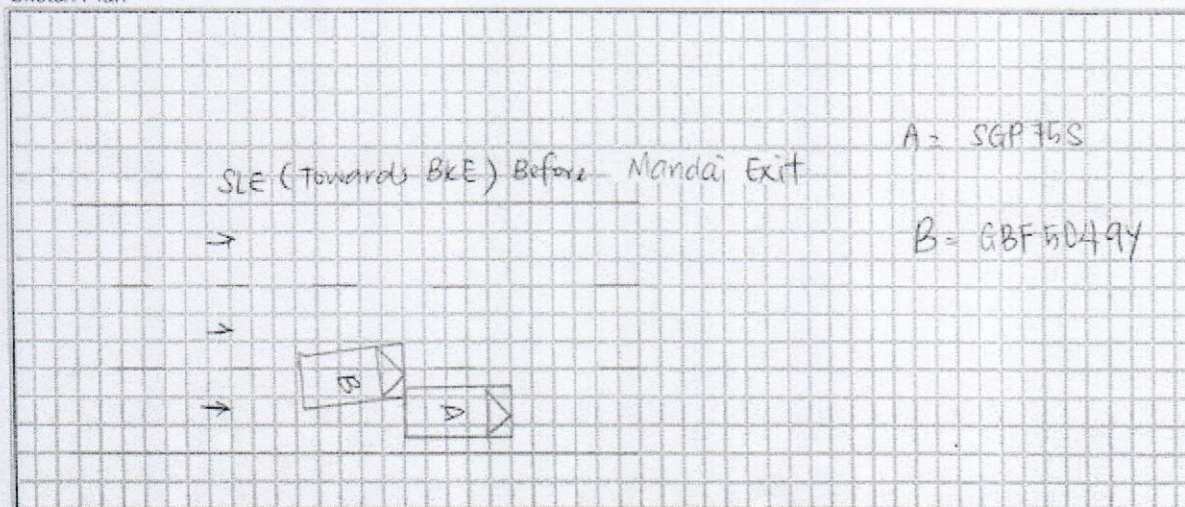 Sketch Plan
A = SGP 75S
SLE (Towards BKE) Before Mandai Exit
B = GBF 5049Y
B
A